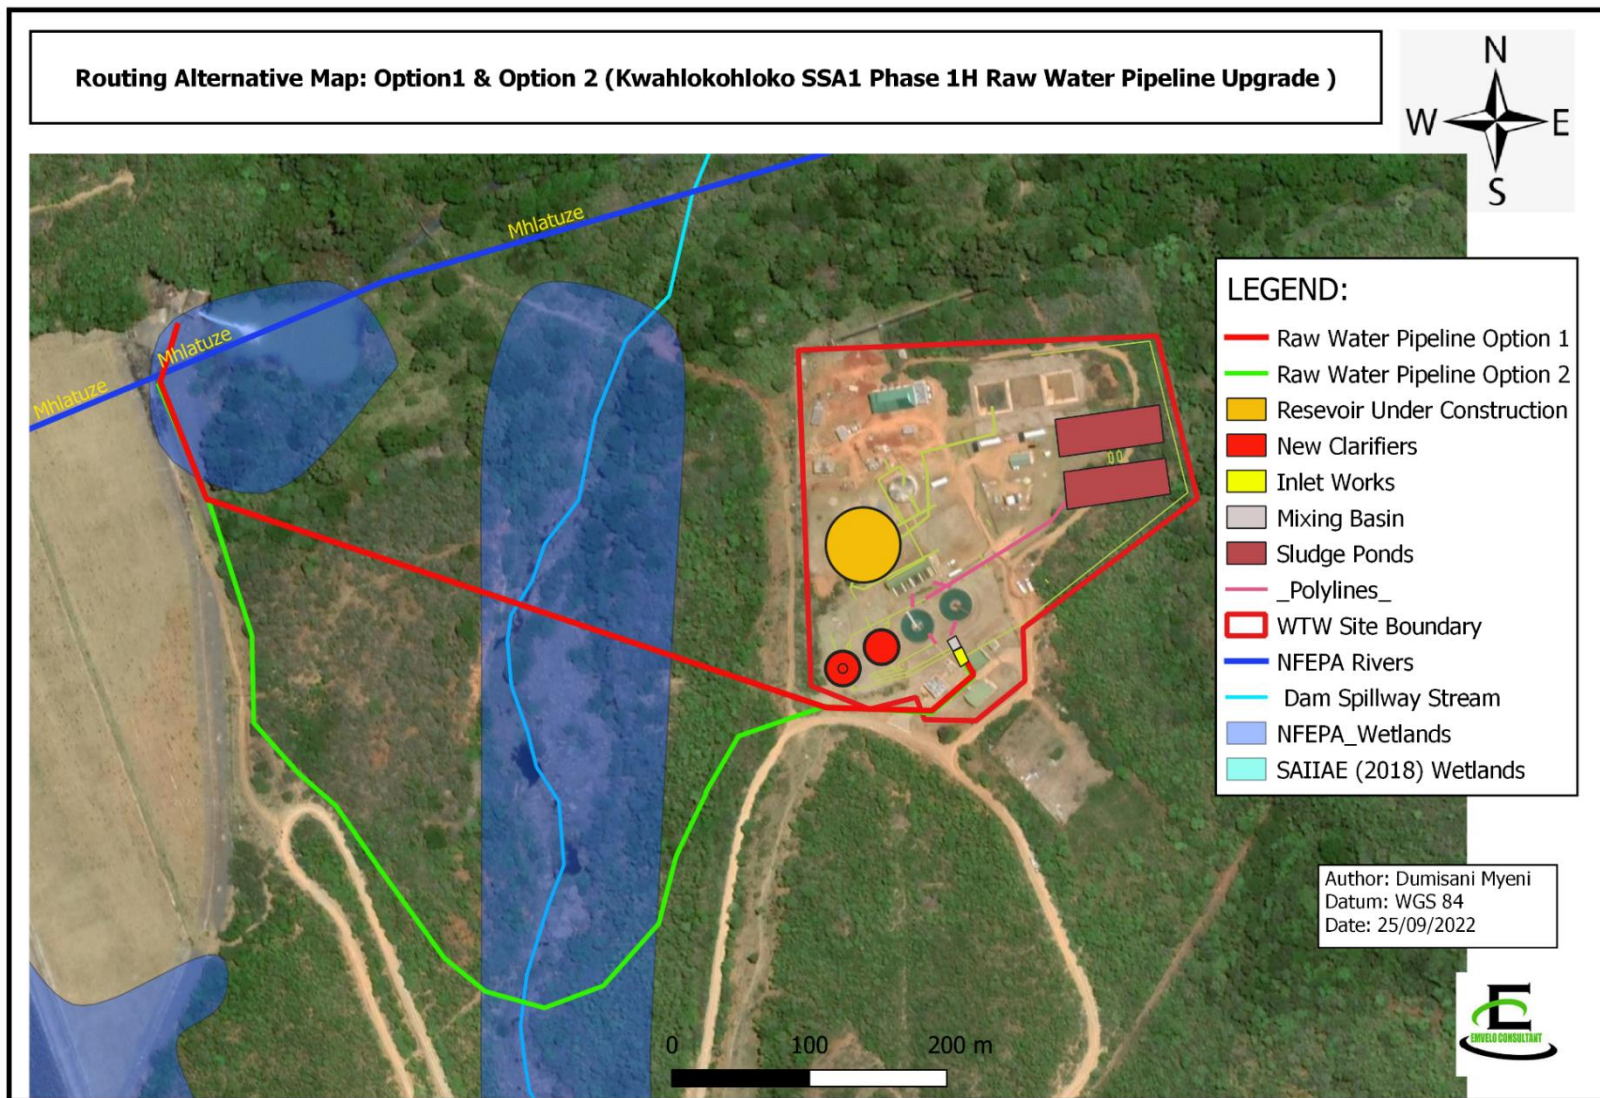 Routing Alternative Map: Option1 & Option 2 (Kwahlokohloko SSA1 Phase 1H Raw Water Pipeline Upgrade )
N
W
E
S
Mhlatuze
Mhlatuze
Mhlatuze
LEGEND:
Raw Water Pipeline Option 1
Raw Water Pipeline Option 2
Resevoir Under Construction
New Clarifiers
Inlet Works
Mixing Basin
Sludge Ponds
_Polylines_
WTW Site Boundary
NFEPA Rivers
Dam Spillway Stream
NFEPA_Wetlands
SAIIAE (2018) Wetlands
Author: Dumisani Myeni
Datum: WGS 84
Date: 25/09/2022
0 100 200 m
E
EMVELO CONSULTANT